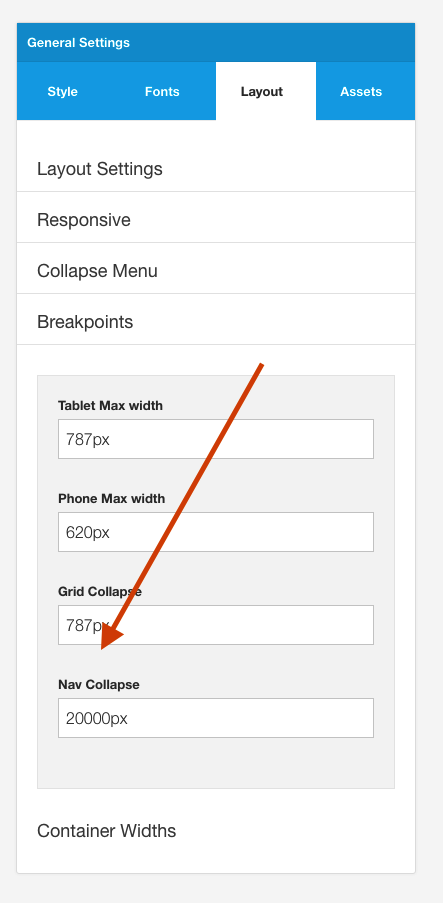 General Settings
Style Fonts Layout Assets
Layout Settings
Responsive
Collapse Menu
Breakpoints
Tablet Max width
787px
Phone Max width
620px
Grid Collapse
787px
Nav Collapse
20000px
Container Widths